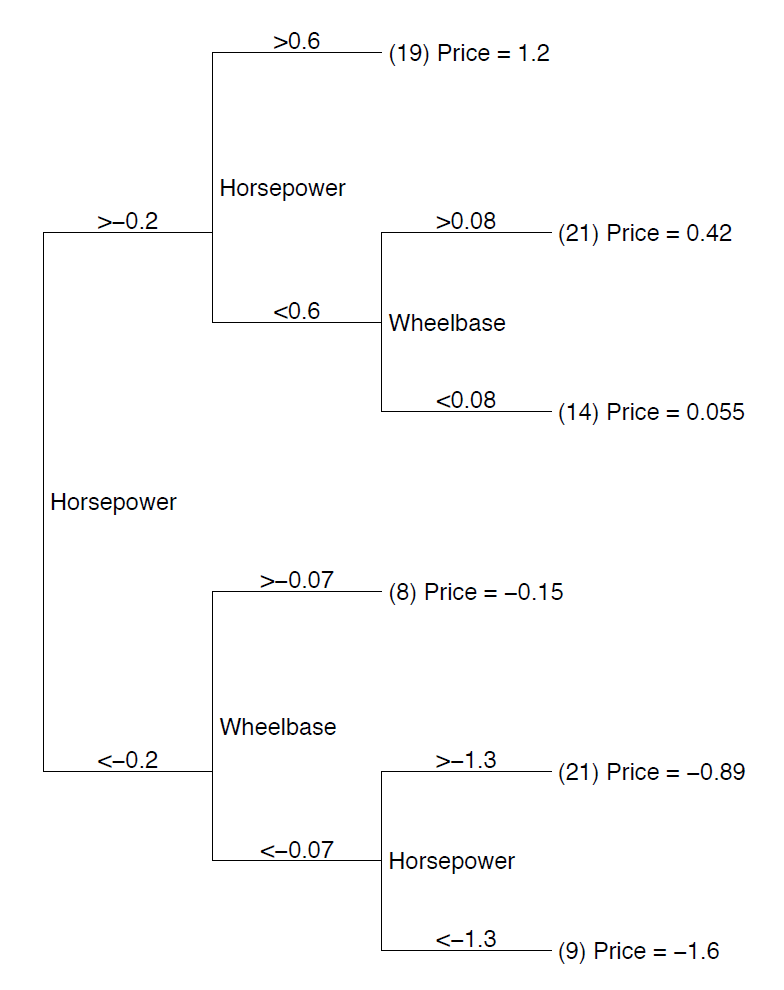 >0.6
(19) Price = 1.2
Horsepower
>−0.2
>0.08
(21) Price = 0.42
<0.6
Wheelbase
<0.08
(14) Price = 0.055
Horsepower
>−0.07
(8) Price = −0.15
Wheelbase
<−0.2
>−1.3
(21) Price = −0.89
<−0.07
Horsepower
<−1.3
(9) Price = −1.6